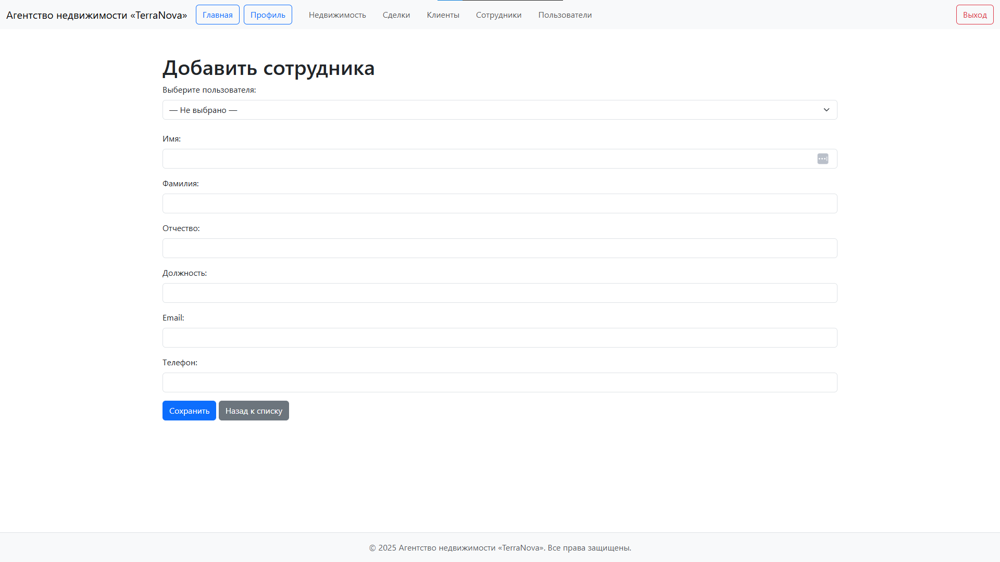 Агентство недвижимости «TerraNova» Главная Профиль Недвижимость Сделки Клиенты Сотрудники Пользователи Выход
Добавить сотрудника
Выберите пользователя:
— Не выбрано —
Имя:
Фамилия:
Отчество:
Должность:
Email:
Телефон:
Сохранить Назад к списку
© 2025 Агентство недвижимости «TerraNova». Все права защищены.